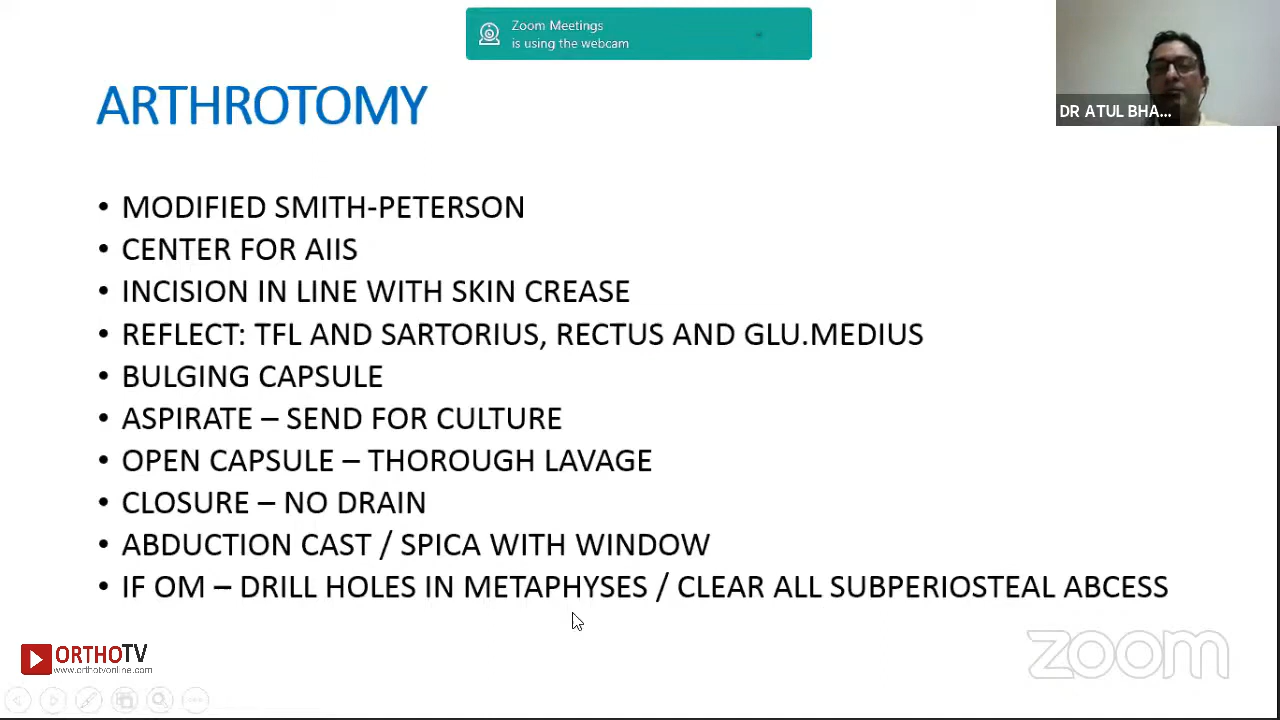 Zoom Meetings
is using the webcam
DR ATUL BHA...
ARTHROTOMY
• MODIFIED SMITH-PETERSON
• CENTER FOR AIIS
• INCISION IN LINE WITH SKIN CREASE
• REFLECT: TFL AND SARTORIUS, RECTUS AND GLU.MEDIUS
• BULGING CAPSULE
• ASPIRATE – SEND FOR CULTURE
• OPEN CAPSULE – THOROUGH LAVAGE
• CLOSURE – NO DRAIN
• ABDUCTION CAST / SPICA WITH WINDOW
• IF OM – DRILL HOLES IN METAPHYSES / CLEAR ALL SUBPERIOSTEAL ABCESS
ORTHOTV
www.orthotvonline.com
zoom